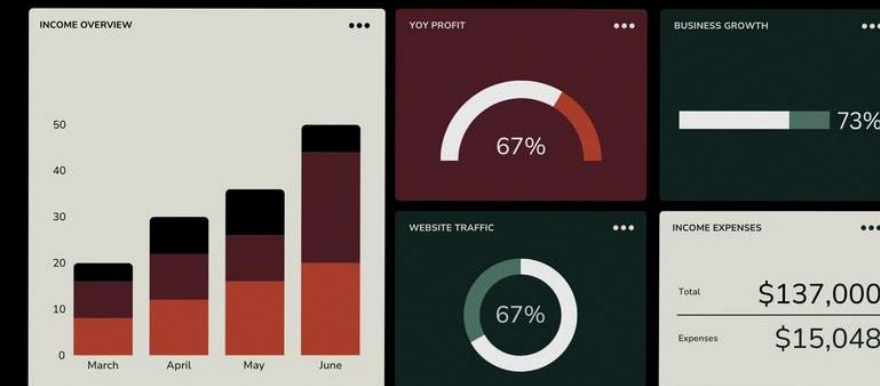 INCOME OVERVIEW
50
40
30
20
10
0
March April May June
YOY PROFIT
67%
BUSINESS GROWTH
73%
WEBSITE TRAFFIC
67%
INCOME EXPENSES
Total $137,000
Expenses $15,048